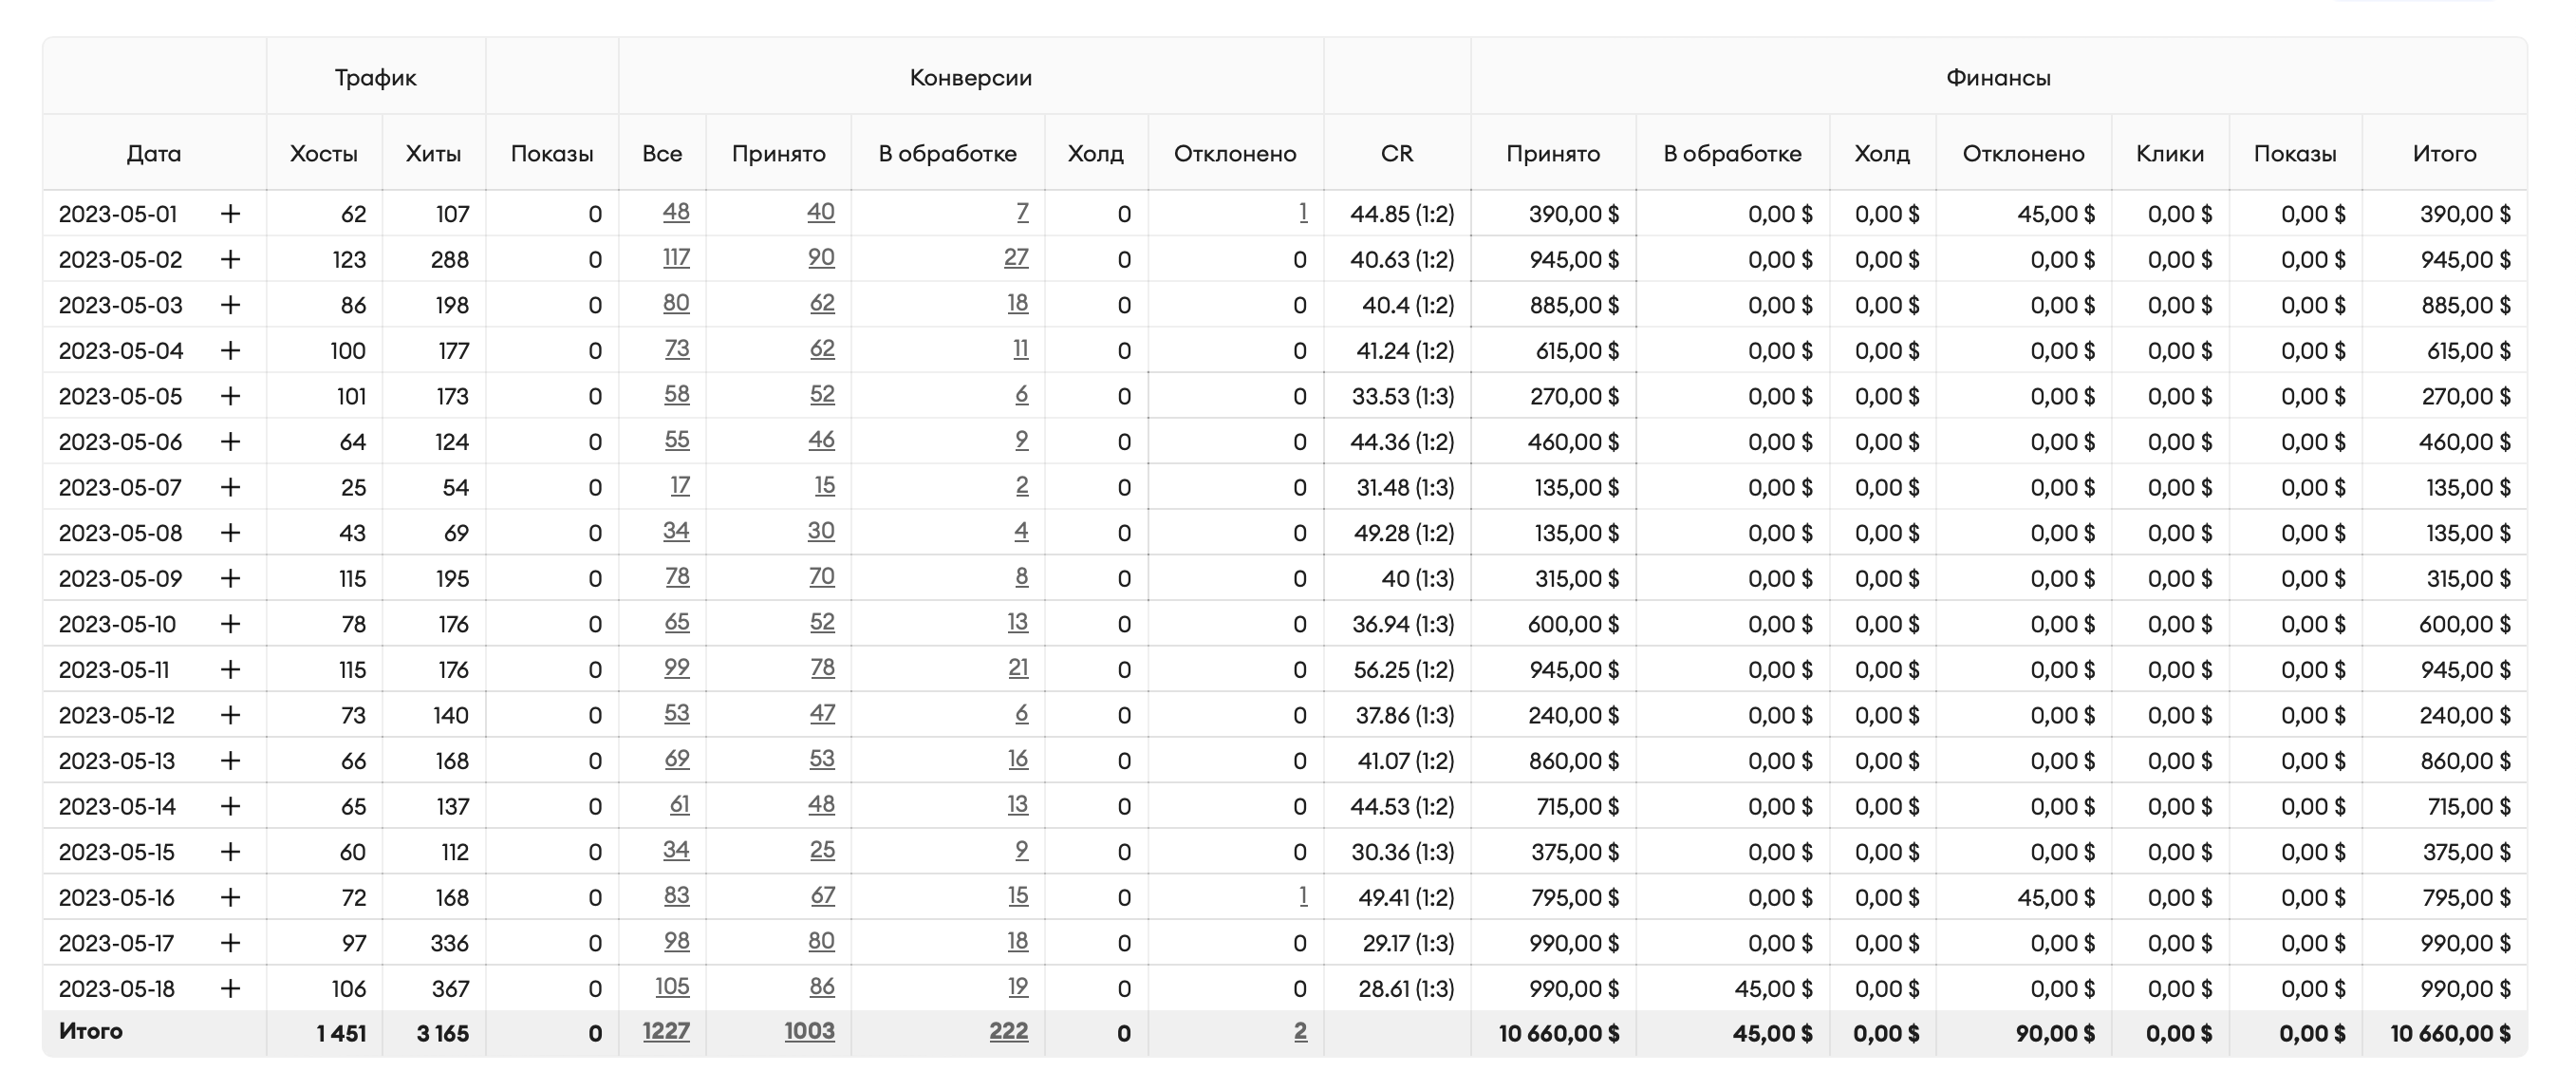 Трафик Конверсии Финансы
Дата Хосты Хиты Показы Все Принято В обработке Холд Отклонено CR Принято В обработке Холд Отклонено Клики Показы Итого
2023-05-01 + 62 107 0 48 40 7 0 1 44.85 (1:2) 390,00 $ 0,00 $ 0,00 $ 45,00 $ 0,00 $ 0,00 $ 390,00 $
2023-05-02 + 123 288 0 117 90 27 0 0 40.63 (1:2) 945,00 $ 0,00 $ 0,00 $ 0,00 $ 0,00 $ 0,00 $ 945,00 $
2023-05-03 + 86 198 0 80 62 18 0 0 40.4 (1:2) 885,00 $ 0,00 $ 0,00 $ 0,00 $ 0,00 $ 0,00 $ 885,00 $
2023-05-04 + 100 177 0 73 62 11 0 0 41.24 (1:2) 615,00 $ 0,00 $ 0,00 $ 0,00 $ 0,00 $ 0,00 $ 615,00 $
2023-05-05 + 101 173 0 58 52 6 0 0 33.53 (1:3) 270,00 $ 0,00 $ 0,00 $ 0,00 $ 0,00 $ 0,00 $ 270,00 $
2023-05-06 + 64 124 0 55 46 9 0 0 44.36 (1:2) 460,00 $ 0,00 $ 0,00 $ 0,00 $ 0,00 $ 0,00 $ 460,00 $
2023-05-07 + 25 54 0 17 15 2 0 0 31.48 (1:3) 135,00 $ 0,00 $ 0,00 $ 0,00 $ 0,00 $ 0,00 $ 135,00 $
2023-05-08 + 43 69 0 34 30 4 0 0 49.28 (1:2) 135,00 $ 0,00 $ 0,00 $ 0,00 $ 0,00 $ 0,00 $ 135,00 $
2023-05-09 + 115 195 0 78 70 8 0 0 40 (1:3) 315,00 $ 0,00 $ 0,00 $ 0,00 $ 0,00 $ 0,00 $ 315,00 $
2023-05-10 + 78 176 0 65 52 13 0 0 36.94 (1:3) 600,00 $ 0,00 $ 0,00 $ 0,00 $ 0,00 $ 0,00 $ 600,00 $
2023-05-11 + 115 176 0 99 78 21 0 0 56.25 (1:2) 945,00 $ 0,00 $ 0,00 $ 0,00 $ 0,00 $ 0,00 $ 945,00 $
2023-05-12 + 73 140 0 53 47 6 0 0 37.86 (1:3) 240,00 $ 0,00 $ 0,00 $ 0,00 $ 0,00 $ 0,00 $ 240,00 $
2023-05-13 + 66 168 0 69 53 16 0 0 41.07 (1:2) 860,00 $ 0,00 $ 0,00 $ 0,00 $ 0,00 $ 0,00 $ 860,00 $
2023-05-14 + 65 137 0 61 48 13 0 0 44.53 (1:2) 715,00 $ 0,00 $ 0,00 $ 0,00 $ 0,00 $ 0,00 $ 715,00 $
2023-05-15 + 60 112 0 34 25 9 0 0 30.36 (1:3) 375,00 $ 0,00 $ 0,00 $ 0,00 $ 0,00 $ 0,00 $ 375,00 $
2023-05-16 + 72 168 0 83 67 15 0 1 49.41 (1:2) 795,00 $ 0,00 $ 0,00 $ 45,00 $ 0,00 $ 0,00 $ 795,00 $
2023-05-17 + 97 336 0 98 80 18 0 0 29.17 (1:3) 990,00 $ 0,00 $ 0,00 $ 0,00 $ 0,00 $ 0,00 $ 990,00 $
2023-05-18 + 106 367 0 105 86 19 0 0 28.61 (1:3) 990,00 $ 45,00 $ 0,00 $ 0,00 $ 0,00 $ 0,00 $ 990,00 $
Итого 1 451 3 165 0 1227 1003 222 0 2 10 660,00 $ 45,00 $ 0,00 $ 90,00 $ 0,00 $ 0,00 $ 10 660,00 $